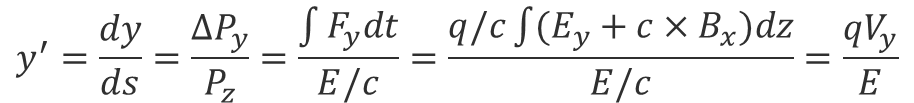 y′ = dy/ds = ΔP_y/P_z = ∫ F_y dt / E/c = q/c ∫(E_y + c × B_x)dz / E/c = qV_y/E